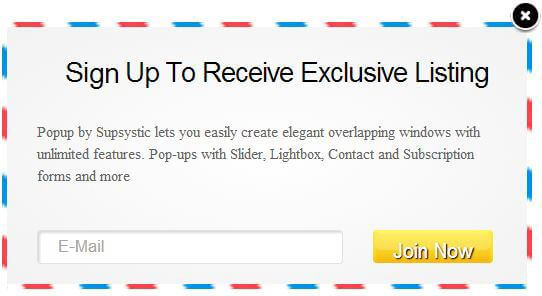 Sign Up To Receive Exclusive Listing
Popup by Supsystic lets you easily create elegant overlapping windows with
unlimited features. Pop-ups with Slider, Lightbox, Contact and Subscription
forms and more
E-Mail
Join Now